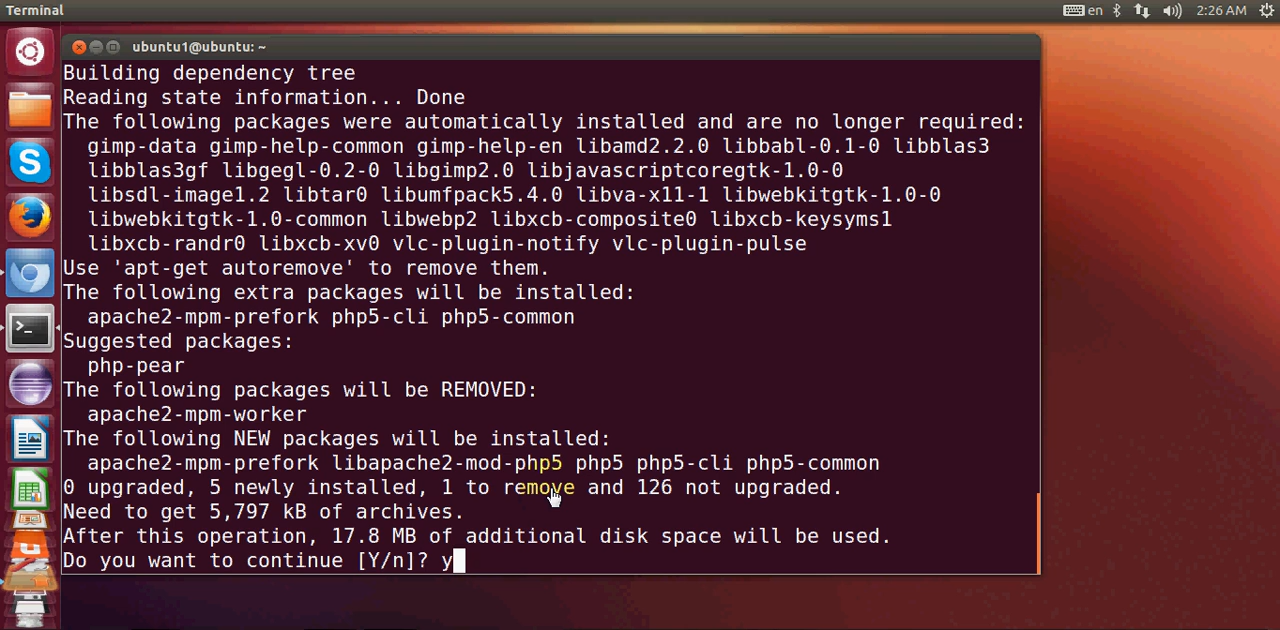 Terminal
en
2:26 AM
ubuntu1@ubuntu: ~
Building dependency tree
Reading state information... Done
The following packages were automatically installed and are no longer required:
gimp-data gimp-help-common gimp-help-en libamd2.2.0 libbabl-0.1-0 libblas3
libblas3gf libgegl-0.2-0 libgimp2.0 libjavascriptcoregtk-1.0-0
libsdl-image1.2 libtar0 libumfpack5.4.0 libva-x11-1 libwebkitgtk-1.0-0
libwebkitgtk-1.0-common libwebp2 libxcb-composite0 libxcb-keysyms1
libxcb-randr0 libxcb-xv0 vlc-plugin-notify vlc-plugin-pulse
Use 'apt-get autoremove' to remove them.
The following extra packages will be installed:
apache2-mpm-prefork php5-cli php5-common
Suggested packages:
php-pear
The following packages will be REMOVED:
apache2-mpm-worker
The following NEW packages will be installed:
apache2-mpm-prefork libapache2-mod-php5 php5 php5-cli php5-common
0 upgraded, 5 newly installed, 1 to remove and 126 not upgraded.
Need to get 5,797 kB of archives.
After this operation, 17.8 MB of additional disk space will be used.
Do you want to continue [Y/n]? y